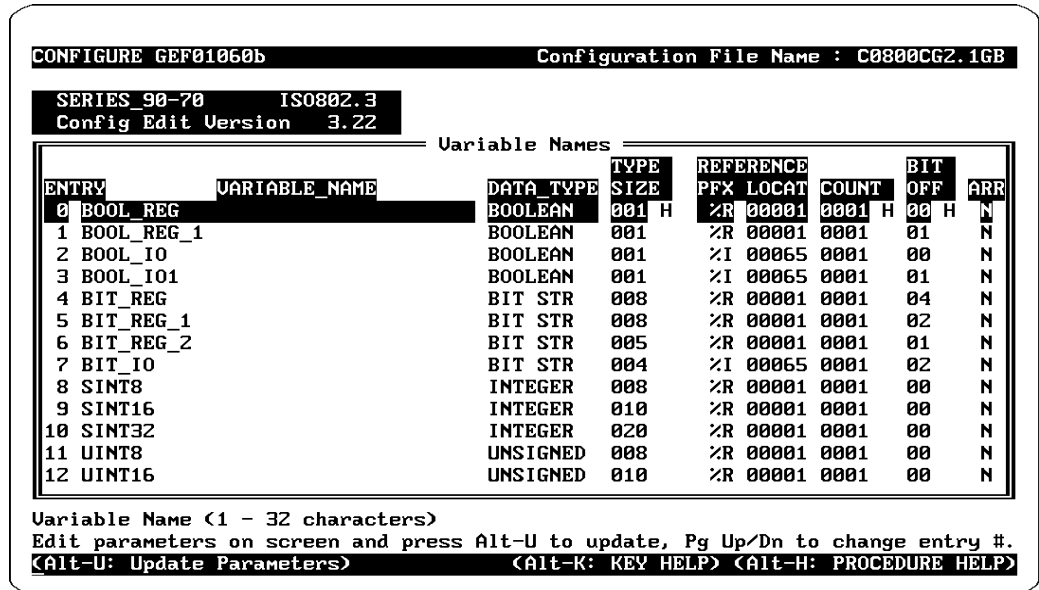 CONFIGURE GEF01060b Configuration File Name : C0800CGZ.1GB
SERIES_90-70 ISO802.3
Config Edit Version 3.22
Variable Names
TYPE REFERENCE BIT
ENTRY VARIABLE_NAME DATA_TYPE SIZE PFX LOCAT COUNT OFF ARR
0 BOOL_REG BOOLEAN 001 H %R 00001 0001 H 00 H N
1 BOOL_REG_1 BOOLEAN 001 %R 00001 0001 01 N
2 BOOL_IO BOOLEAN 001 %I 00065 0001 00 N
3 BOOL_IO1 BOOLEAN 001 %I 00065 0001 01 N
4 BIT_REG BIT STR 008 %R 00001 0001 04 N
5 BIT_REG_1 BIT STR 008 %R 00001 0001 02 N
6 BIT_REG_2 BIT STR 005 %R 00001 0001 01 N
7 BIT_IO BIT STR 004 %I 00065 0001 02 N
8 SINT8 INTEGER 008 %R 00001 0001 00 N
9 SINT16 INTEGER 010 %R 00001 0001 00 N
10 SINT32 INTEGER 020 %R 00001 0001 00 N
11 UINT8 UNSIGNED 008 %R 00001 0001 00 N
12 UINT16 UNSIGNED 010 %R 00001 0001 00 N
Variable Name (1 - 32 characters)
Edit parameters on screen and press Alt-U to update, Pg Up/Dn to change entry #.
(Alt-U: Update Parameters) (Alt-K: KEY HELP) (Alt-H: PROCEDURE HELP)